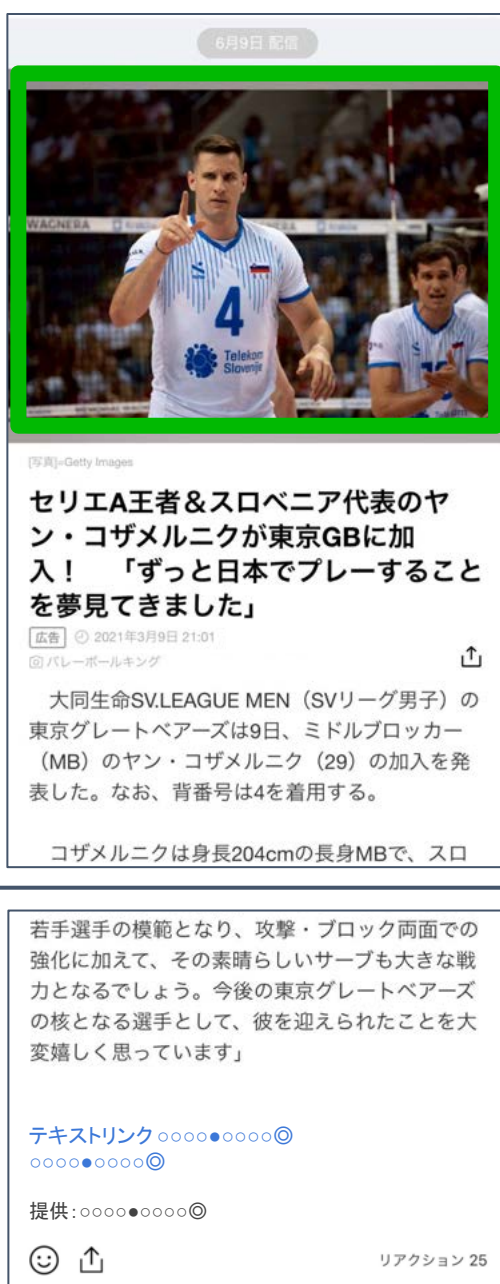 6月9日 配信
WAGNERA
4
Telekom
Slovenije
[写真]=Getty Images
セリエA王者&スロベニア代表のヤ
ン・コザメルニクが東京GBに加
入！　「ずっと日本でプレーすること
を夢見てきました」
広告 2021年3月9日 21:01
バレーボールキング
　大同生命SV.LEAGUE MEN（SVリーグ男子）の
東京グレートベアーズは9日、ミドルブロッカー
（MB）のヤン・コザメルニク（29）の加入を発
表した。なお、背番号は4を着用する。
　コザメルニクは身長204cmの長身MBで、スロ
若手選手の模範となり、攻撃・ブロック両面での
強化に加えて、その素晴らしいサーブも大きな戦
力となるでしょう。今後の東京グレートベアーズ
の核となる選手として、彼を迎えられたことを大
変嬉しく思っています」
テキストリンク○○○○●○○○○◎
○○○○●○○○○◎
提供：○○○○●○○○○◎
リアクション 25